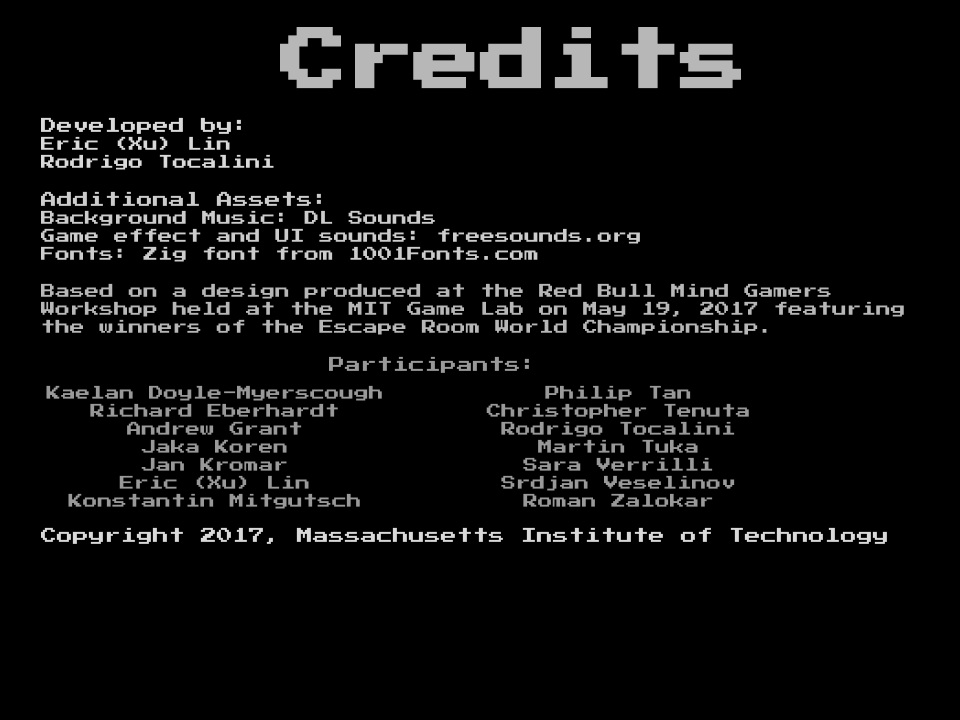 Credits
Developed by:
Eric (Xu) Lin
Rodrigo Tocalini
Additional Assets:
Background Music: DL Sounds
Game effect and UI sounds: freesounds.org
Fonts: Zig font from 1001Fonts.com
Based on a design produced at the Red Bull Mind Gamers
Workshop held at the MIT Game Lab on May 19, 2017 featuring
the winners of the Escape Room World Championship.
Participants:
Kaelan Doyle-Myerscough
Richard Eberhardt
Andrew Grant
Jaka Koren
Jan Kromar
Eric (Xu) Lin
Konstantin Mitgutsch
Philip Tan
Christopher Tenuta
Rodrigo Tocalini
Martin Tuka
Sara Verrilli
Srdjan Veselinov
Roman Zalokar
Copyright 2017, Massachusetts Institute of Technology